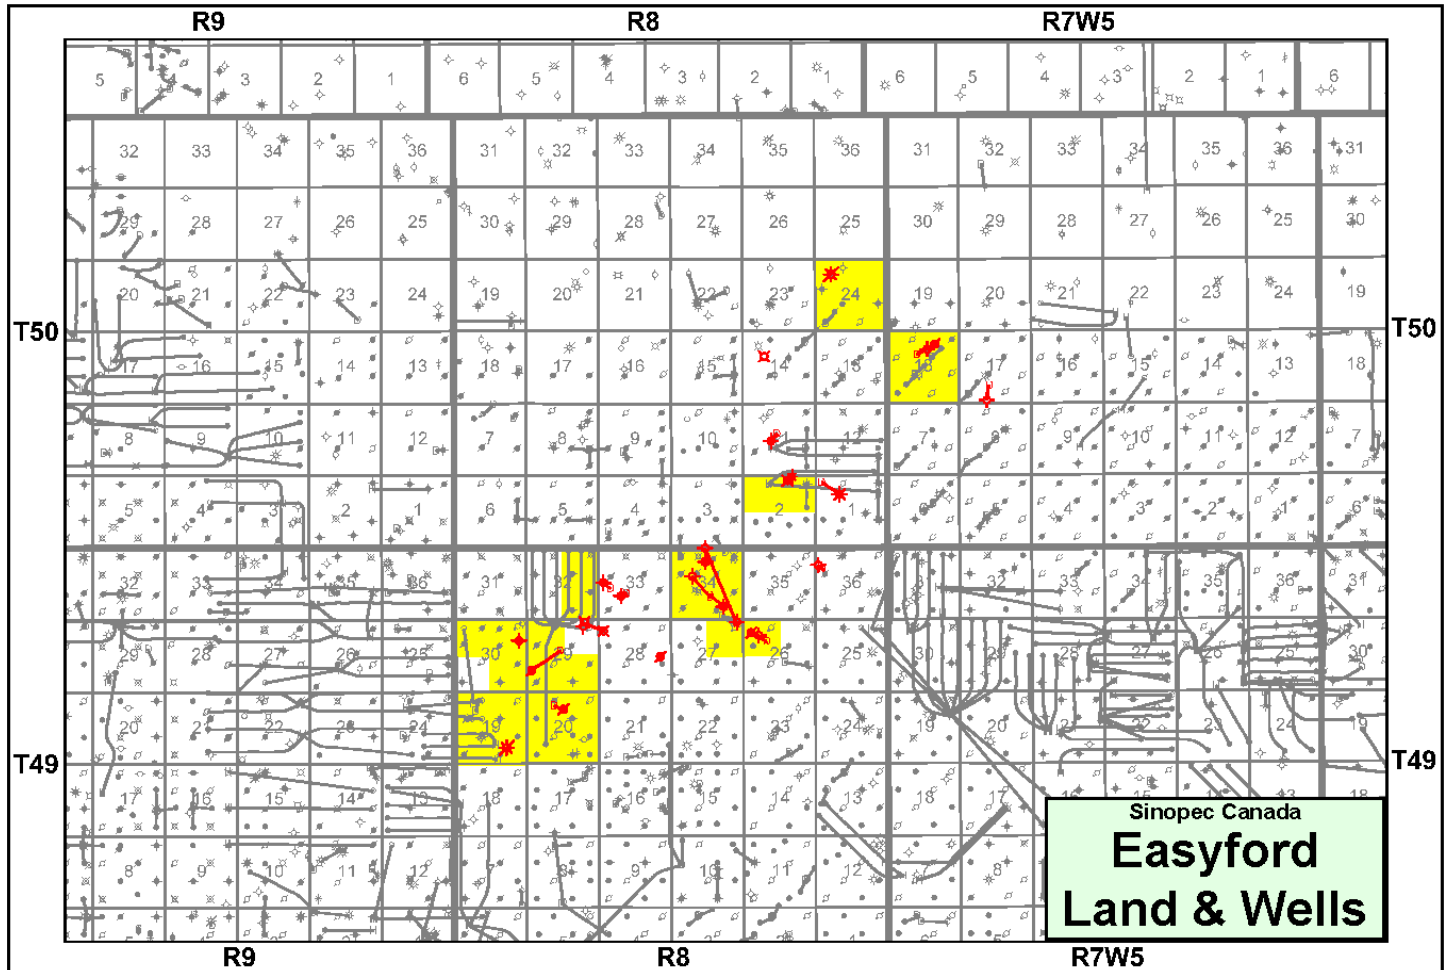 R9 R8 R7W5
5 4 3 2 1 6 5 4 3 2 1 6 5 4 3 2 1 6
32 33 34 35 36 31 32 33 34 35 36 31 32 33 34 35 36 31
29 28 27 26 25 30 29 28 27 26 25 30 29 28 27 26 25 30
20 21 22 23 24 19 20 21 22 23 24 19 20 21 22 23 24 19
T50 T50
17 16 15 14 13 18 17 16 15 14 13 18 17 16 15 14 13 18
8 9 10 11 12 7 8 9 10 11 12 7 8 9 10 11 12 7
5 4 3 2 1 6 5 4 3 2 1 6 5 4 3 2 1 6
32 33 34 35 36 31 32 33 34 35 36 32 33 34 35 36 31
29 28 27 26 25 30 29 28 27 26 25 30 29 28 27 26 25 30
20 21 22 23 24 19 20 21 22 23 24 19 20 21 22 23 24 19
T49 T49
17 16 15 14 13 18 17 16 15 14 13 18 17 18
8 9 10 11 12 9 10 11 12 8
Sinopec Canada
Easyford
Land & Wells
R9 R8 R7W5